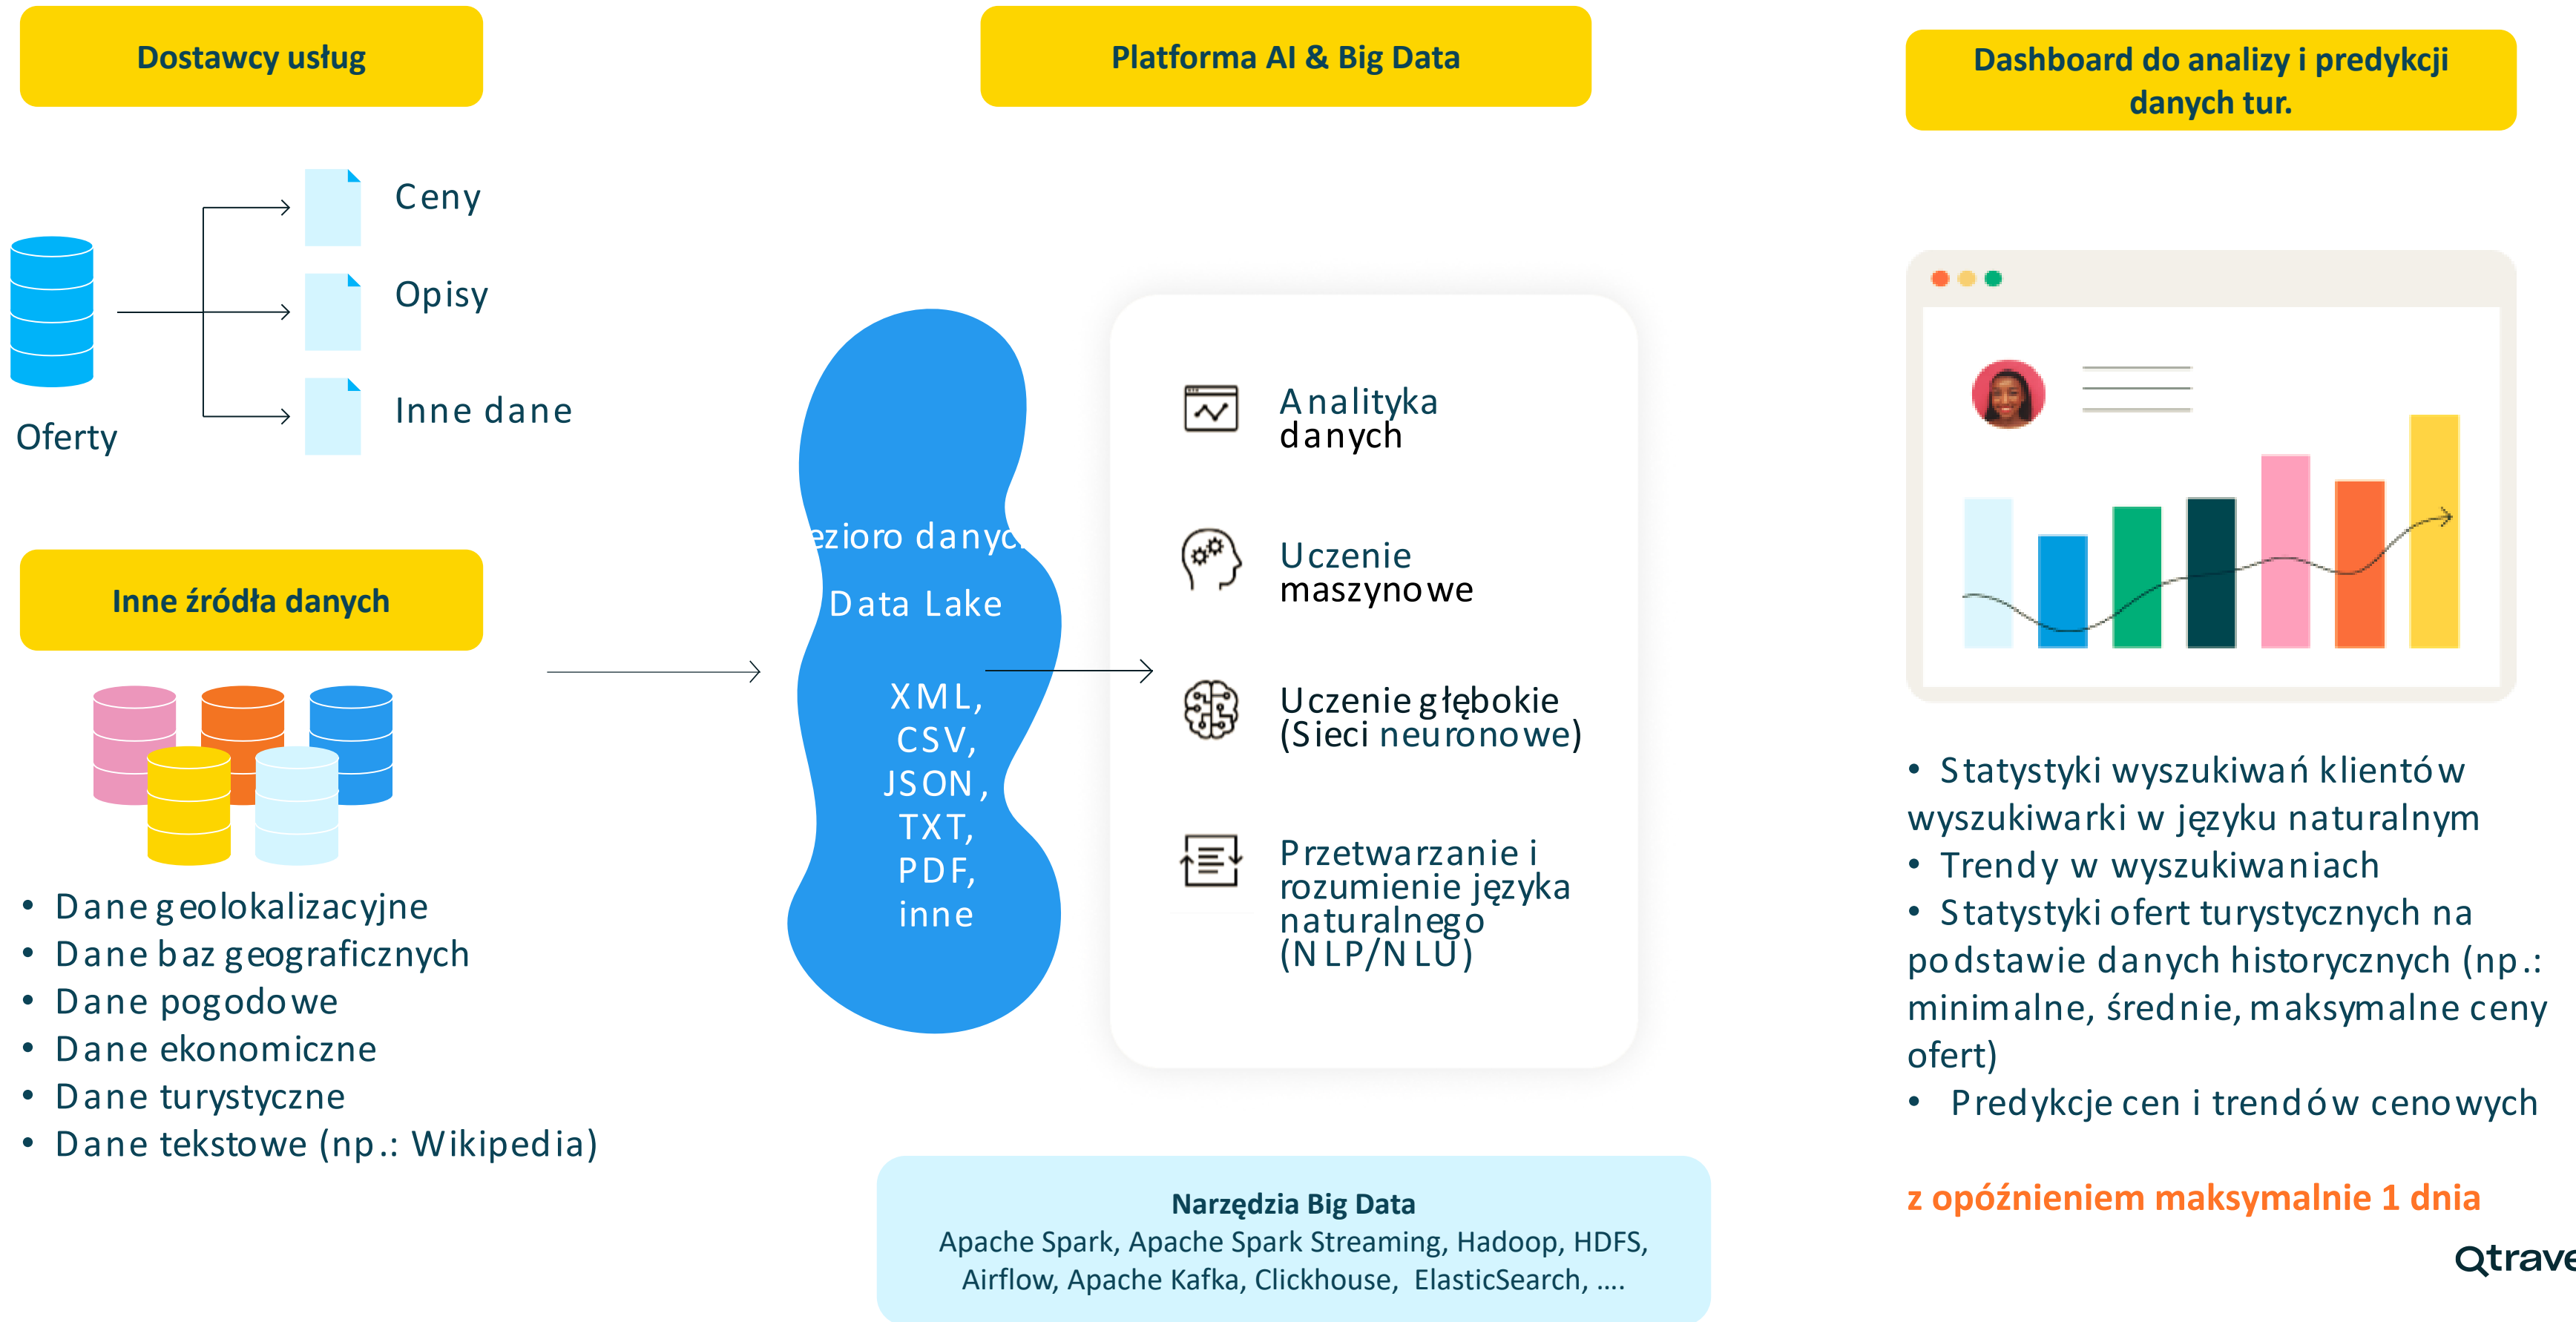 Dostawcy usług
Ceny
Opisy
Inne dane
Oferty
Inne źródła danych
• Dane geolokalizacyjne
• Dane baz geograficznych
• Dane pogodowe
• Dane ekonomiczne
• Dane turystyczne
• Dane tekstowe (np.: Wikipedia)
Platforma AI & Big Data
ezioro danyc
Data Lake
XML,
CSV,
JSON,
TXT,
PDF,
inne
Analityka
danych
Uczenie
maszynowe
Uczenie głębokie
(Sieci neuronowe)
Przetwarzanie i
rozumienie języka
naturalnego
(NLP/NLU)
Narzędzia Big Data
Apache Spark, Apache Spark Streaming, Hadoop, HDFS,
Airflow, Apache Kafka, Clickhouse, ElasticSearch, ....
Dashboard do analizy i predykcji
danych tur.
• Statystyki wyszukiwań klientów
wyszukiwarki w języku naturalnym
• Trendy w wyszukiwaniach
• Statystyki ofert turystycznych na
podstawie danych historycznych (np.:
minimalne, średnie, maksymalne ceny
ofert)
• Predykcje cen i trendów cenowych
z opóźnieniem maksymalnie 1 dnia
Qtrave